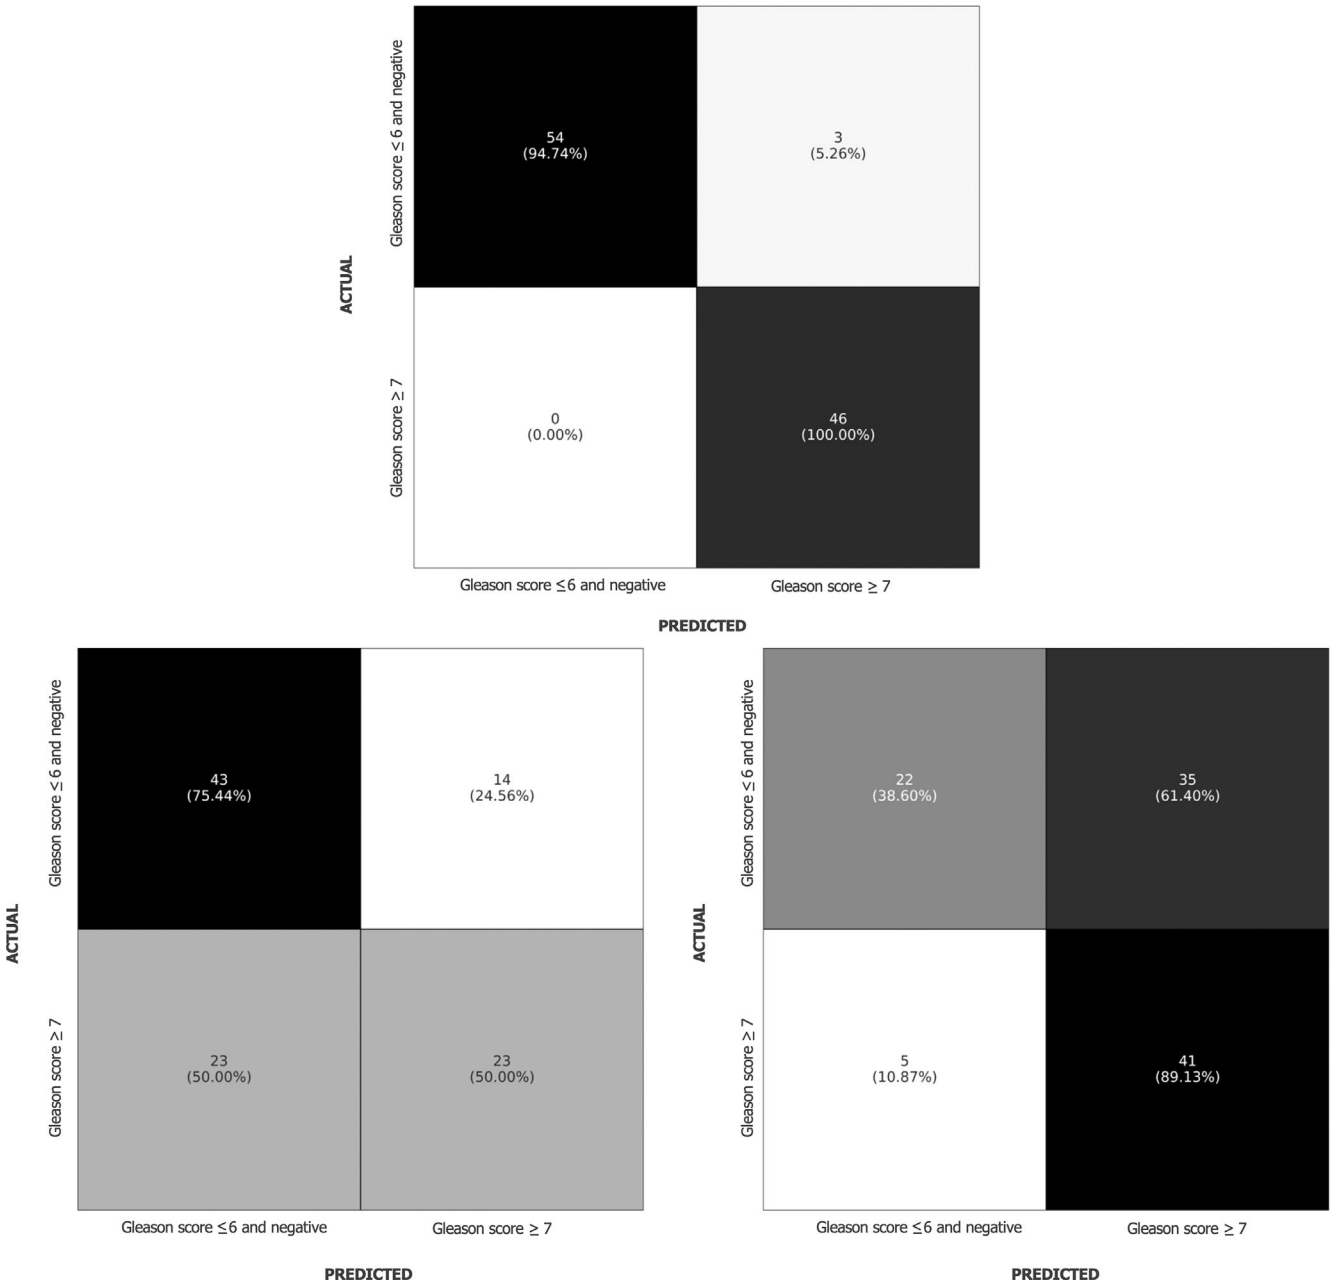 Gleason score ≤ 6 and negative
54
(94.74%)
3
(5.26%)
ACTUAL
Gleason score ≥ 7
0
(0.00%)
46
(100.00%)
Gleason score ≤6 and negative
Gleason score ≥ 7
PREDICTED
Gleason score ≤ 6 and negative
43
(75.44%)
14
(24.56%)
ACTUAL
Gleason score ≥ 7
23
(50.00%)
23
(50.00%)
Gleason score ≤6 and negative
Gleason score ≥ 7
PREDICTED
Gleason score ≤ 6 and negative
22
(38.60%)
35
(61.40%)
ACTUAL
Gleason score ≥ 7
5
(10.87%)
41
(89.13%)
Gleason score ≤6 and negative
Gleason score ≥ 7
PREDICTED